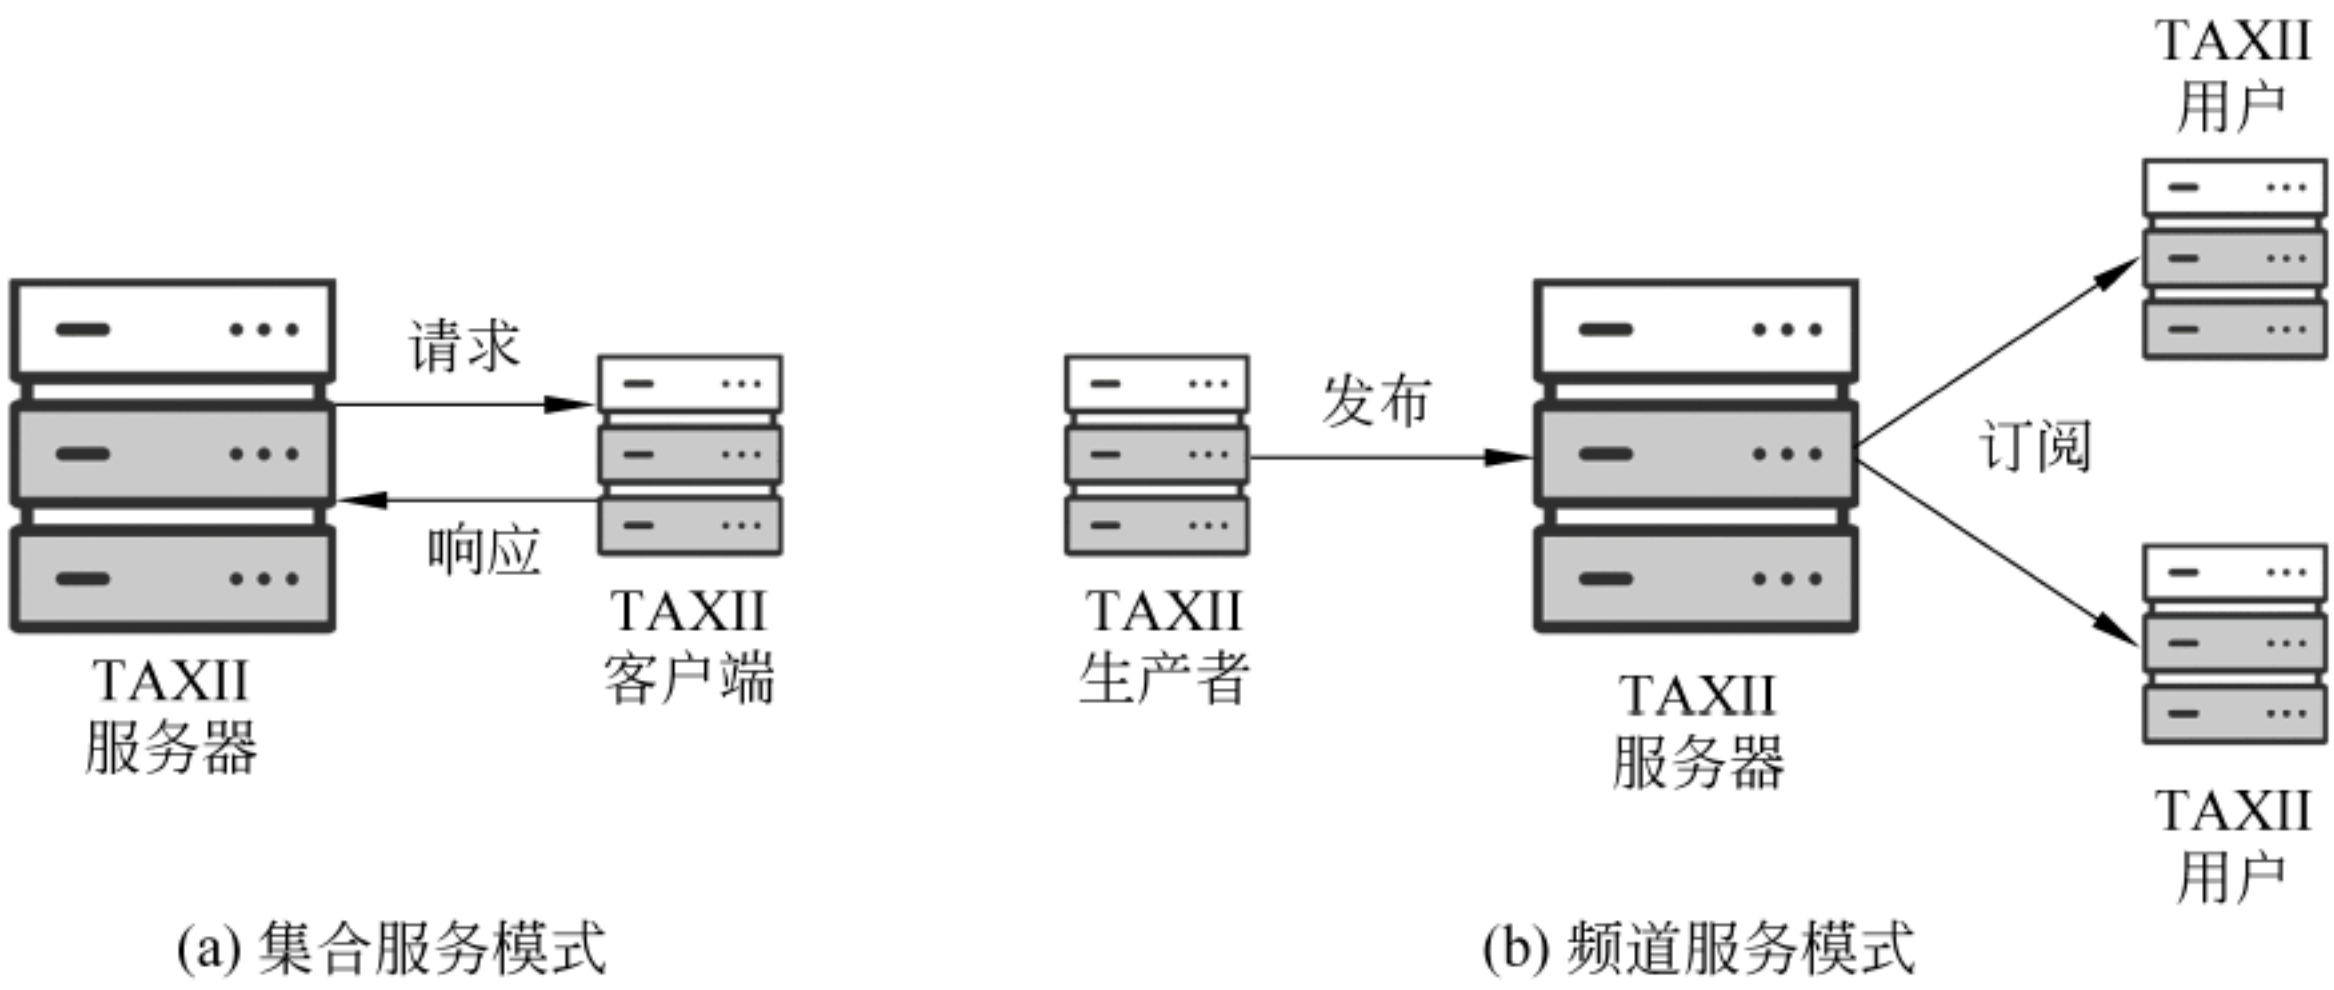 请求
响应
TAXII
服务器
TAXII
客户端
(a) 集合服务模式
TAXII
生产者
发布
TAXII
服务器
订阅
TAXII
用户
TAXII
用户
(b) 频道服务模式